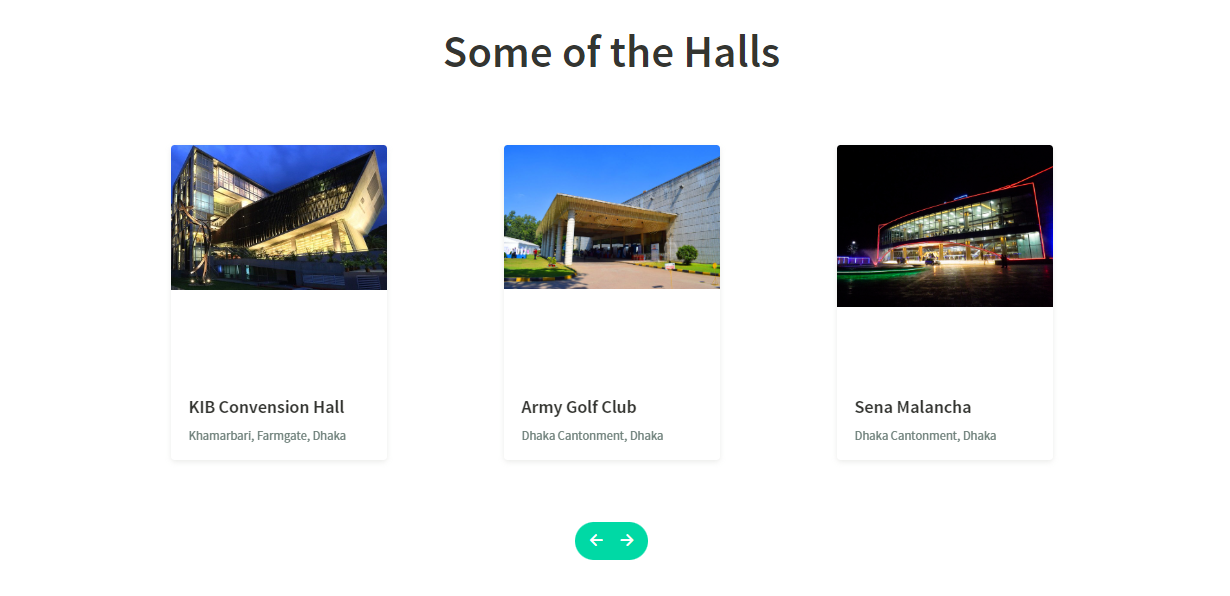 Some of the Halls
KIB Convension Hall
Khamarbari, Farmgate, Dhaka
Army Golf Club
Dhaka Cantonment, Dhaka
Sena Malancha
Dhaka Cantonment, Dhaka